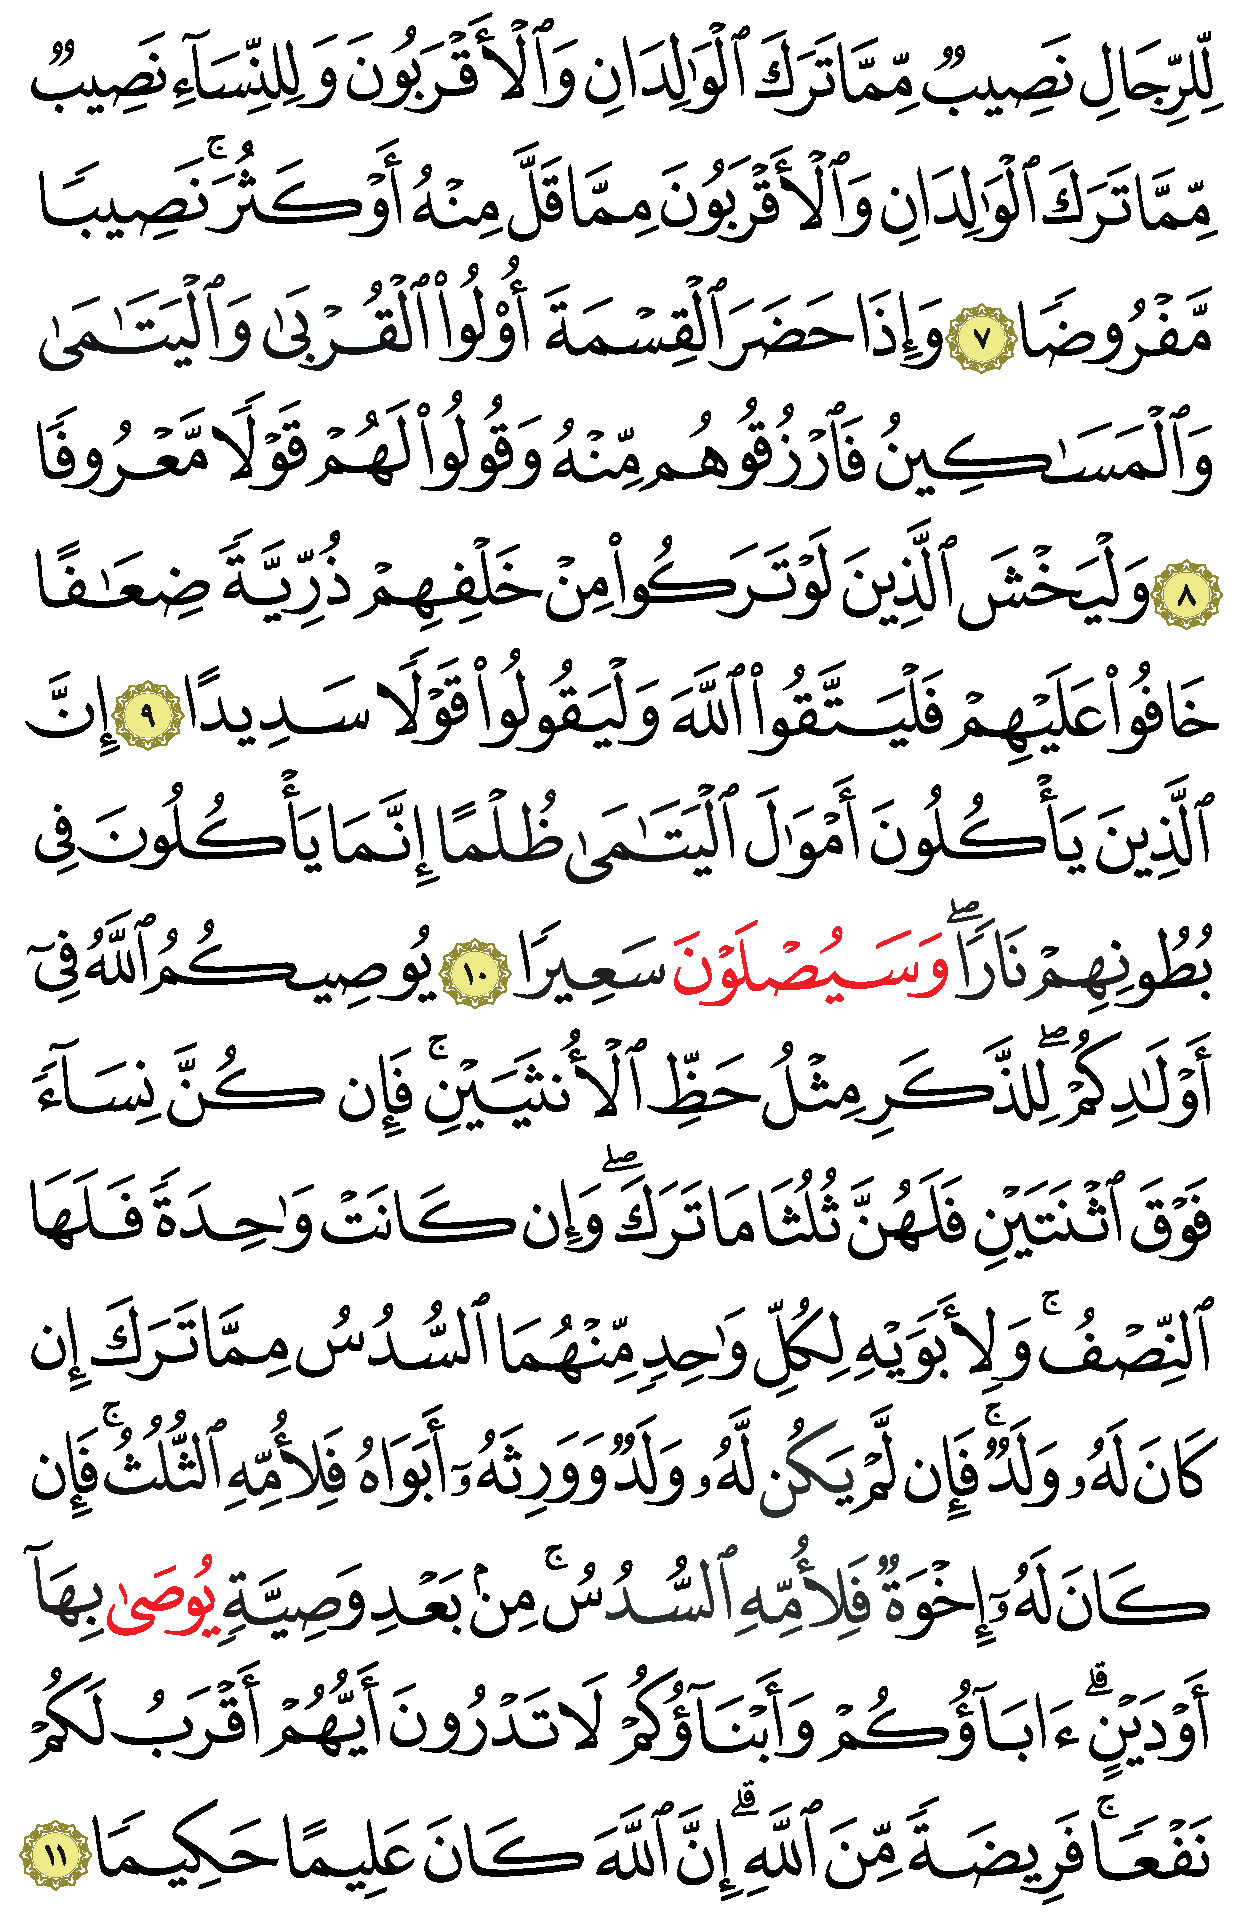 لِّلرِّجَالِ نَصِيبٌ مِّمَّا تَرَكَ ٱلْوَٰلِدَانِ وَٱلْأَقْرَبُونَ وَلِلنِّسَآءِ نَصِيبٌ
مِّمَّا تَرَكَ ٱلْوَٰلِدَانِ وَٱلْأَقْرَبُونَ مِمَّا قَلَّ مِنْهُ أَوْ كَثُرَ ۚ نَصِيبًا
مَّفْرُوضًا ٧ وَإِذَا حَضَرَ ٱلْقِسْمَةَ أُو۟لُوا۟ ٱلْقُرْبَىٰ وَٱلْيَتَٰمَىٰ
وَٱلْمَسَٰكِينُ فَٱرْزُقُوهُم مِّنْهُ وَقُولُوا۟ لَهُمْ قَوْلًا مَّعْرُوفًا
٨ وَلْيَخْشَ ٱلَّذِينَ لَوْ تَرَكُوا۟ مِنْ خَلْفِهِمْ ذُرِّيَّةً ضِعَٰفًا
خَافُوا۟ عَلَيْهِمْ فَلْيَتَّقُوا۟ ٱللَّهَ وَلْيَقُولُوا۟ قَوْلًا سَدِيدًا ٩ إِنَّ
ٱلَّذِينَ يَأْكُلُونَ أَمْوَٰلَ ٱلْيَتَٰمَىٰ ظُلْمًا إِنَّمَا يَأْكُلُونَ فِى
بُطُونِهِمْ نَارًا ۖ وَسَيُصْلَوْنَ سَعِيرًا ١٠ يُوصِيكُمُ ٱللَّهُ فِىٓ
أَوْلَٰدِكُمْ ۖ لِلذَّكَرِ مِثْلُ حَظِّ ٱلْأُنثَيَيْنِ ۚ فَإِن كُنَّ نِسَآءً
فَوْقَ ٱثْنَتَيْنِ فَلَهُنَّ ثُلُثَا مَا تَرَكَ ۖ وَإِن كَانَتْ وَٰحِدَةً فَلَهَا
ٱلنِّصْفُ ۚ وَلِأَبَوَيْهِ لِكُلِّ وَٰحِدٍ مِّنْهُمَا ٱلسُّدُسُ مِمَّا تَرَكَ إِن
كَانَ لَهُۥ وَلَدٌ ۚ فَإِن لَّمْ يَكُن لَّهُۥ وَلَدٌ وَوَرِثَهُۥٓ أَبَوَاهُ فَلِأُمِّهِ ٱلثُّلُثُ ۚ فَإِن
كَانَ لَهُۥٓ إِخْوَةٌ فَلِأُمِّهِ ٱلسُّدُسُ ۚ مِنۢ بَعْدِ وَصِيَّةٍ يُوصَىٰ بِهَآ
أَوْ دَيْنٍ ۗ ءَابَآؤُكُمْ وَأَبْنَآؤُكُمْ لَا تَدْرُونَ أَيُّهُمْ أَقْرَبُ لَكُمْ
نَفْعًا ۚ فَرِيضَةً مِّنَ ٱللَّهِ ۗ إِنَّ ٱللَّهَ كَانَ عَلِيمًا حَكِيمًا ١١